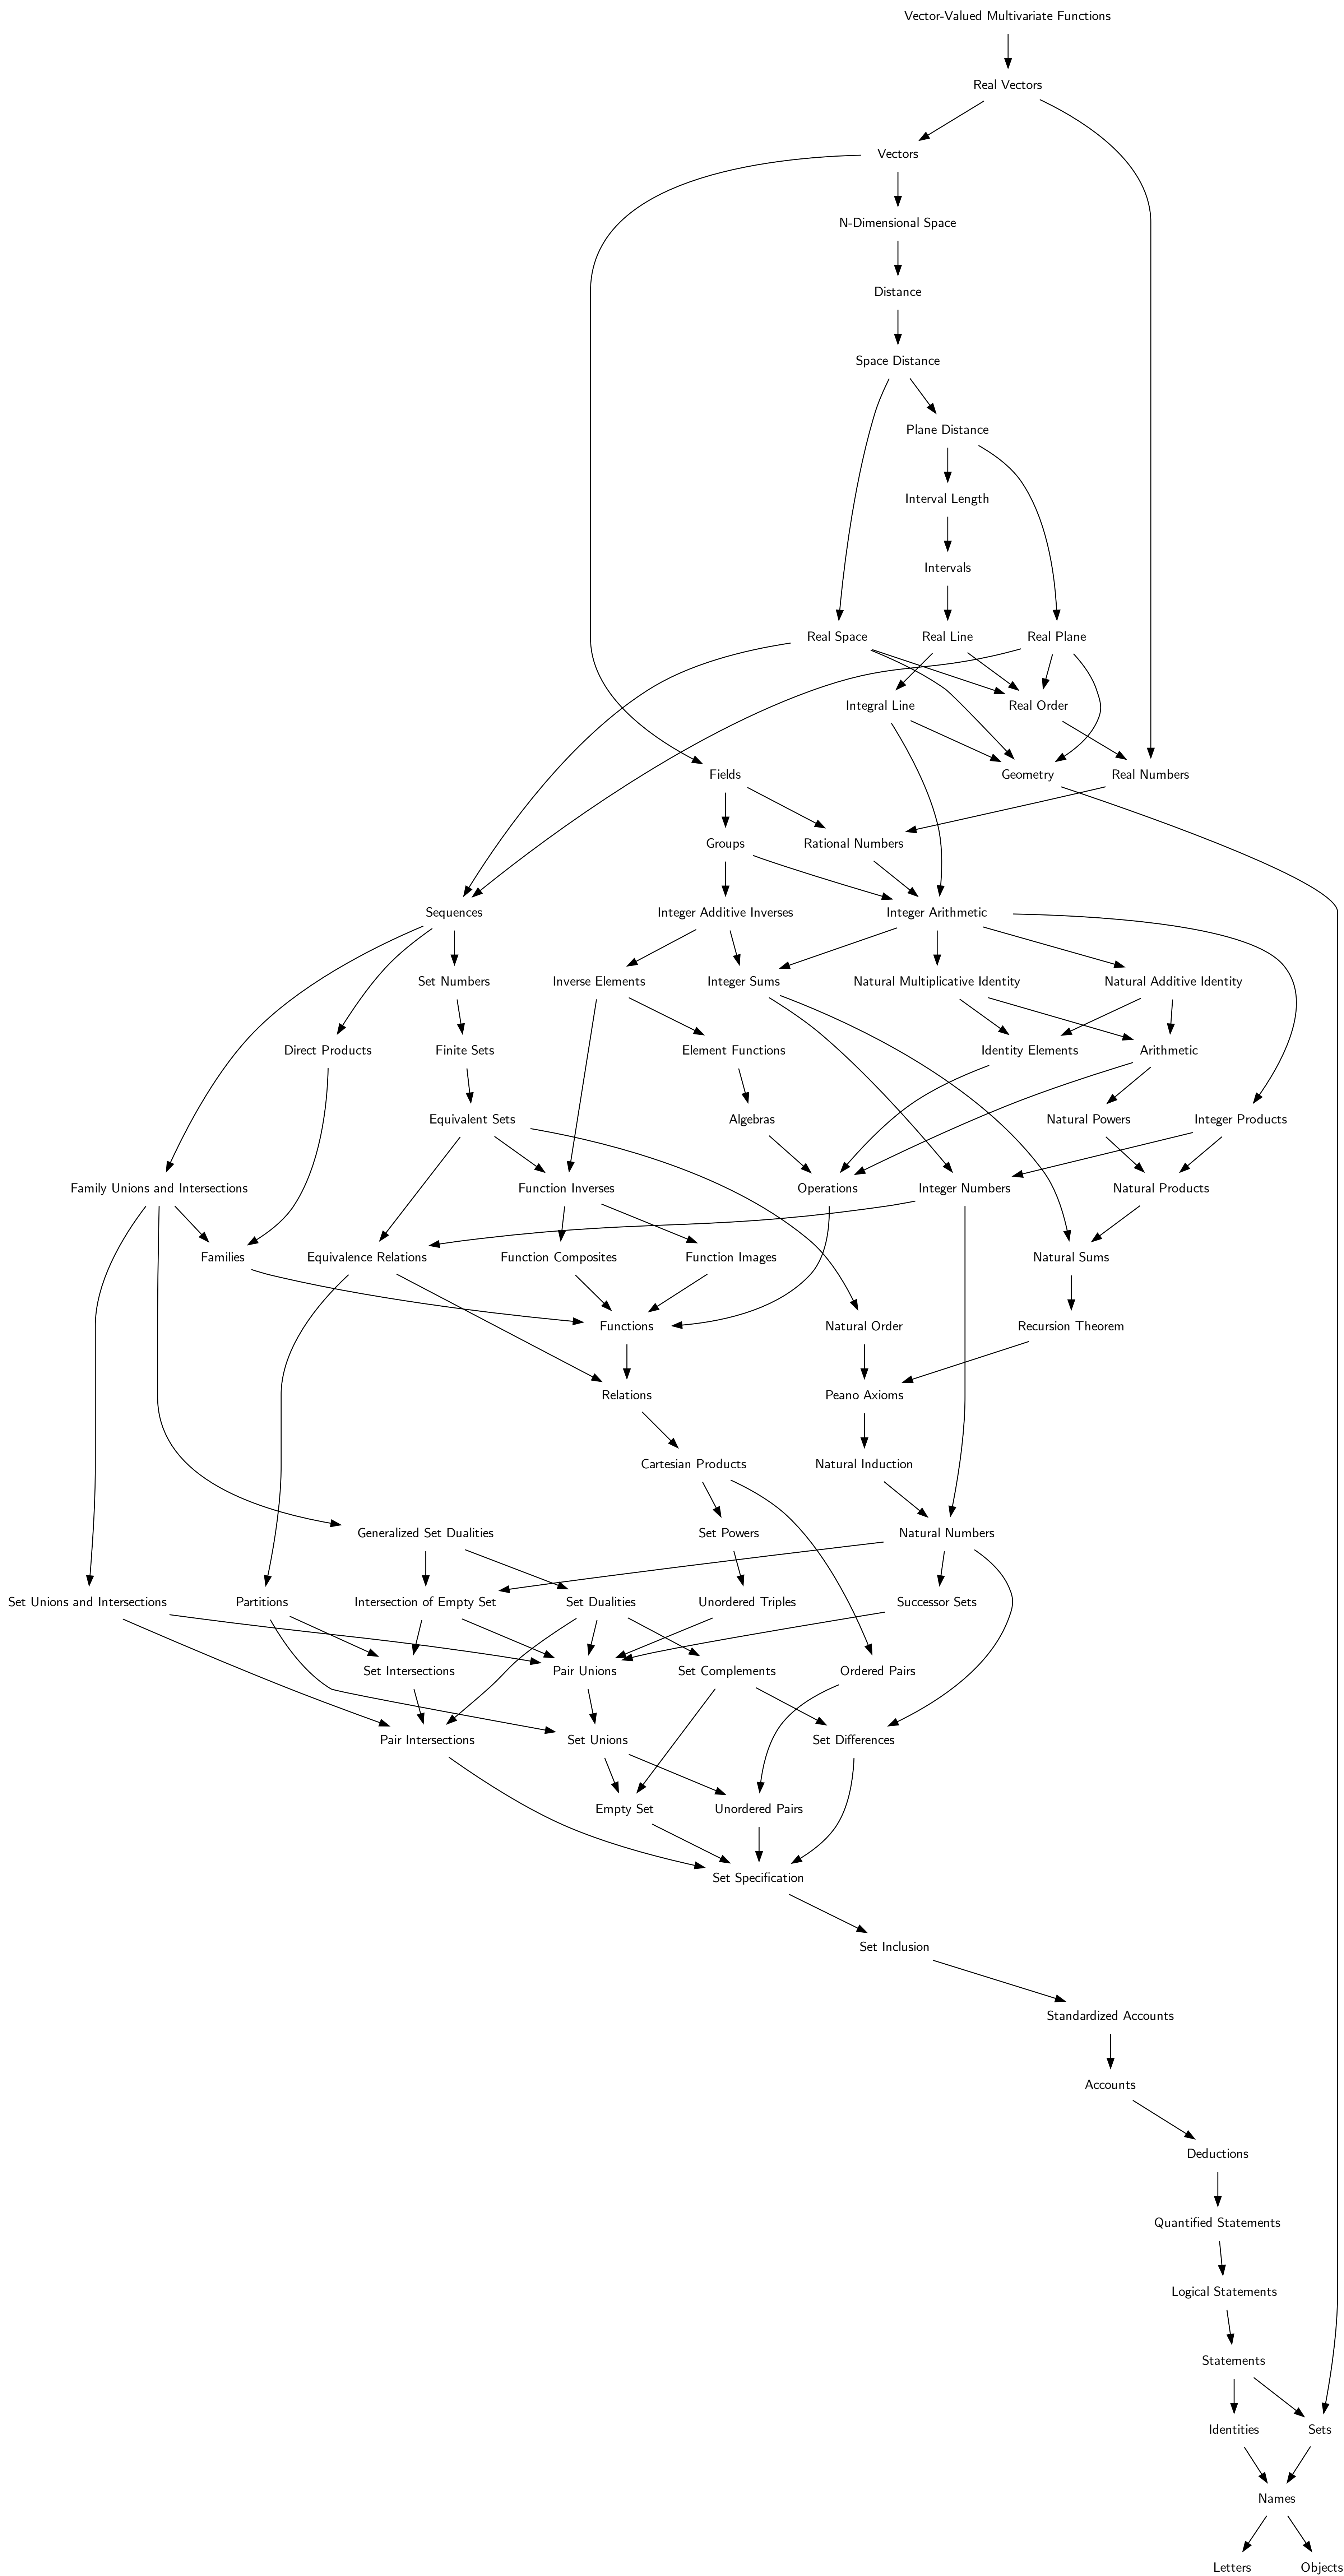 Vector-Valued Multivariate Functions
Real Vectors
Vectors
N-Dimensional Space
Distance
Space Distance
Plane Distance
Interval Length
Intervals
Real Space
Real Line
Real Plane
Integral Line
Real Order
Fields
Geometry
Real Numbers
Groups
Rational Numbers
Sequences
Integer Additive Inverses
Integer Arithmetic
Set Numbers
Inverse Elements
Integer Sums
Natural Multiplicative Identity
Natural Additive Identity
Direct Products
Finite Sets
Element Functions
Identity Elements
Arithmetic
Equivalent Sets
Algebras
Natural Powers
Integer Products
Family Unions and Intersections
Function Inverses
Operations
Integer Numbers
Natural Products
Families
Equivalence Relations
Function Composites
Function Images
Natural Sums
Functions
Natural Order
Recursion Theorem
Relations
Peano Axioms
Cartesian Products
Natural Induction
Generalized Set Dualities
Set Powers
Natural Numbers
Set Unions and Intersections
Partitions
Intersection of Empty Set
Set Dualities
Unordered Triples
Successor Sets
Set Intersections
Pair Unions
Set Complements
Ordered Pairs
Pair Intersections
Set Unions
Set Differences
Empty Set
Unordered Pairs
Set Specification
Set Inclusion
Standardized Accounts
Accounts
Deductions
Quantified Statements
Logical Statements
Statements
Identities
Sets
Names
Letters
Objects